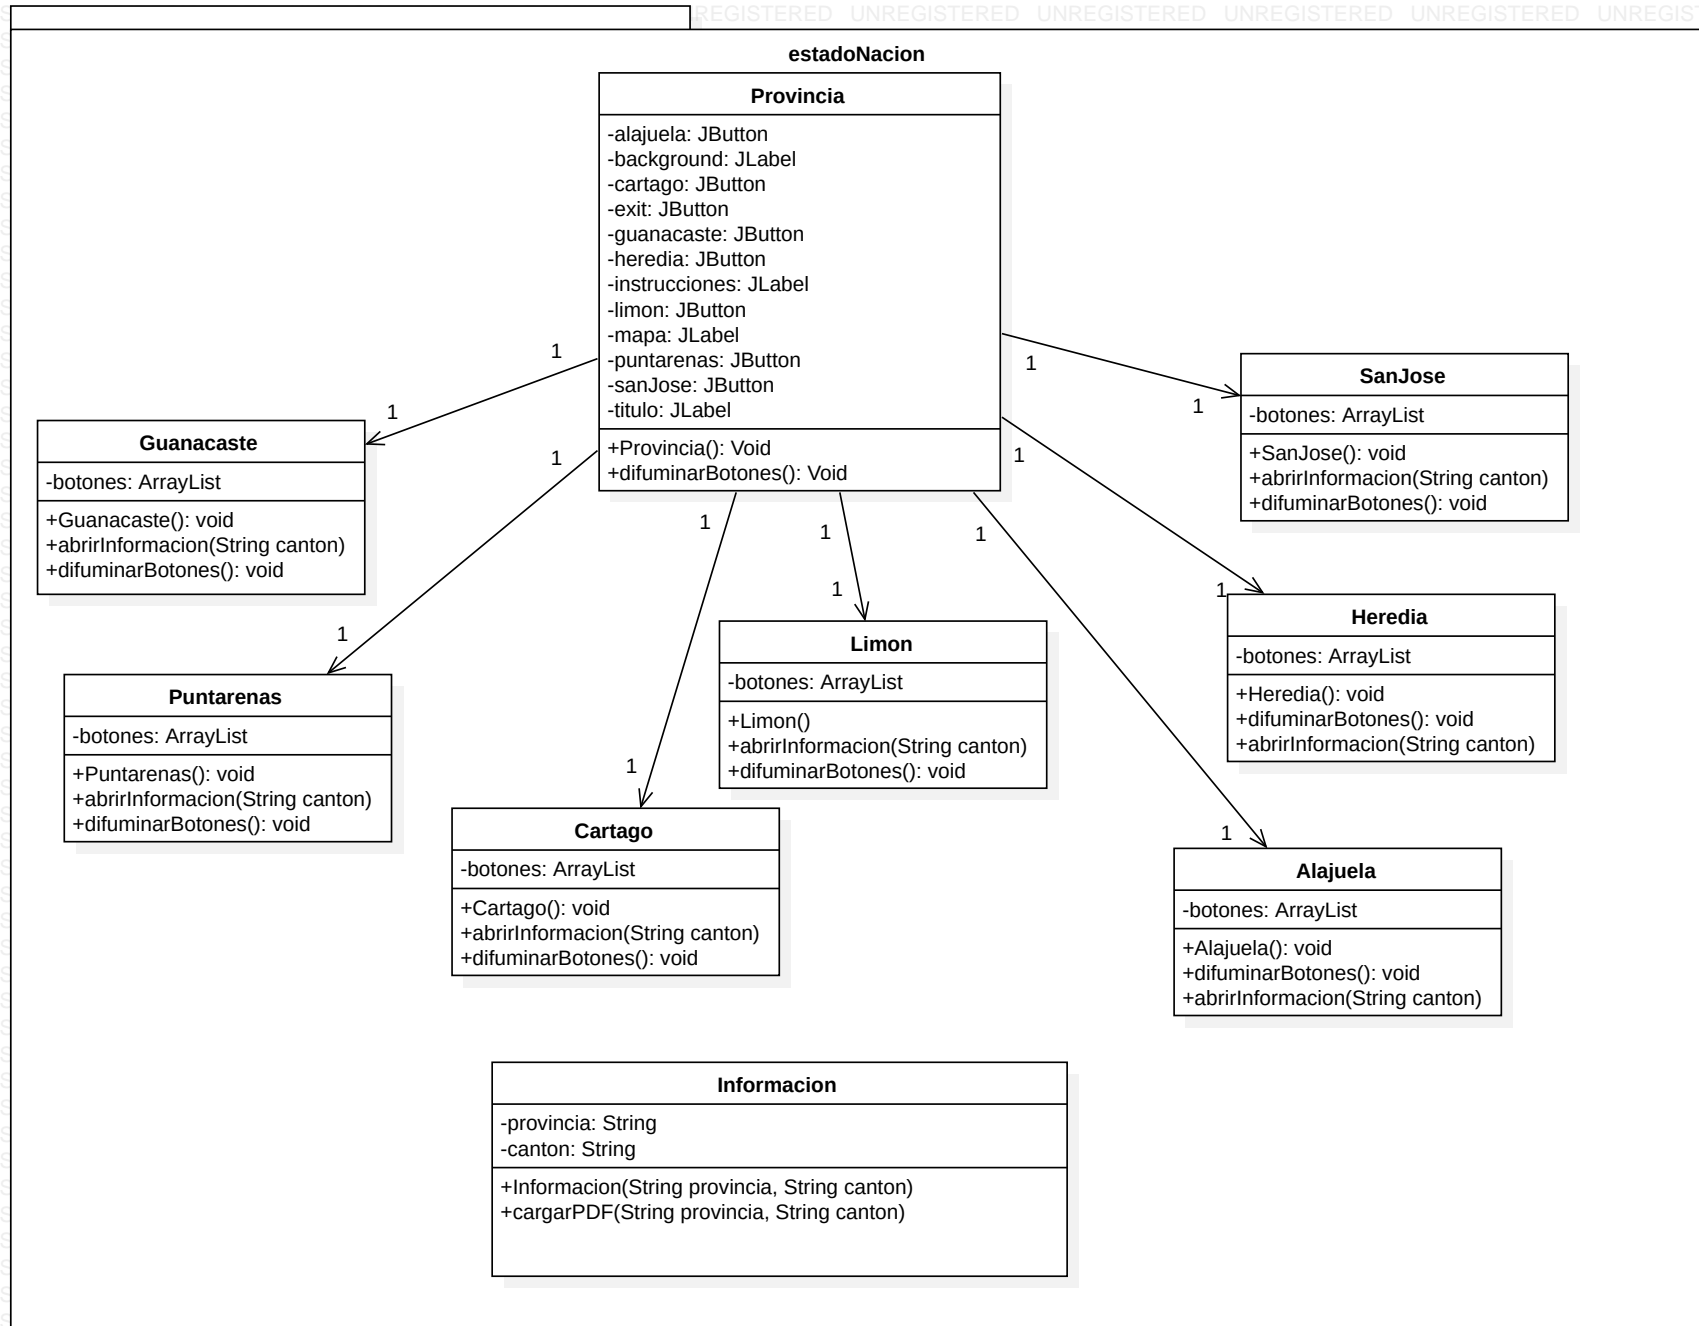 REGISTERED UNREGISTERED UNREGISTERED UNREGISTERED UNREGISTERED UNREGIS
estadoNacion
Provincia
-alajuela: JButton
-background: JLabel
-cartago: JButton
-exit: JButton
-guanacaste: JButton
-heredia: JButton
-instrucciones: JLabel
-limon: JButton
-mapa: JLabel
-puntarenas: JButton
-sanJose: JButton
-titulo: JLabel
+Provincia(): Void
+difuminarBotones(): Void
1
1
1
1
1
1
1
1
1
1
1
1
1
1
Guanacaste
-botones: ArrayList
+Guanacaste(): void
+abrirInformacion(String canton)
+difuminarBotones(): void
SanJose
-botones: ArrayList
+SanJose(): void
+abrirInformacion(String canton)
+difuminarBotones(): void
Puntarenas
-botones: ArrayList
+Puntarenas(): void
+abrirInformacion(String canton)
+difuminarBotones(): void
Limon
-botones: ArrayList
+Limon()
+abrirInformacion(String canton)
+difuminarBotones(): void
Heredia
-botones: ArrayList
+Heredia(): void
+difuminarBotones(): void
+abrirInformacion(String canton)
Cartago
-botones: ArrayList
+Cartago(): void
+abrirInformacion(String canton)
+difuminarBotones(): void
Alajuela
-botones: ArrayList
+Alajuela(): void
+difuminarBotones(): void
+abrirInformacion(String canton)
Informacion
-provincia: String
-canton: String
+Informacion(String provincia, String canton)
+cargarPDF(String provincia, String canton)